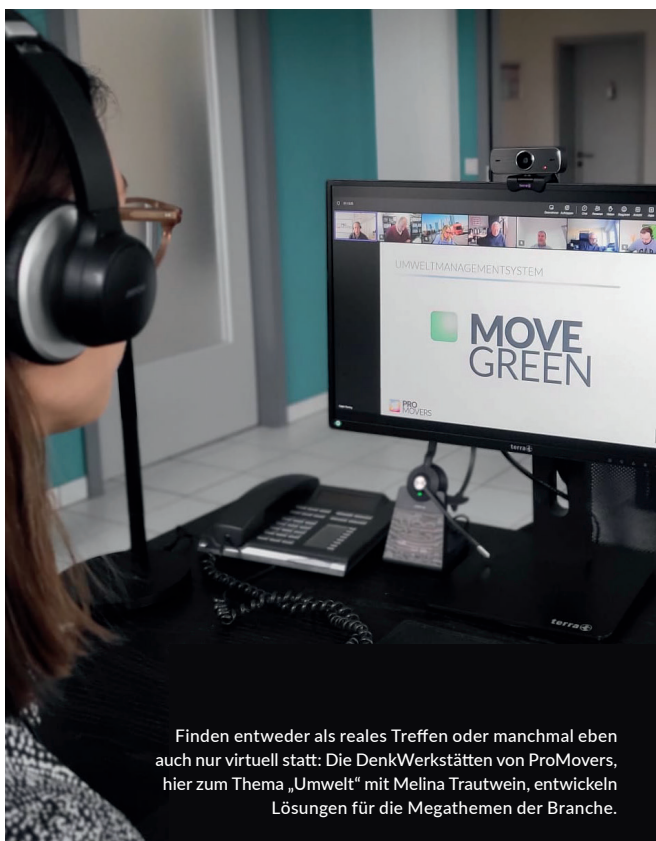 UMWELTMANAGEMENTSYSTEM
MOVE
GREEN
PRO
MOVERS
terra
terra
Finden entweder als reales Treffen oder manchmal eben
auch nur virtuell statt: Die DenkWerkstätten von ProMovers,
hier zum Thema „Umwelt“ mit Melina Trautwein, entwickeln
Lösungen für die Megathemen der Branche.